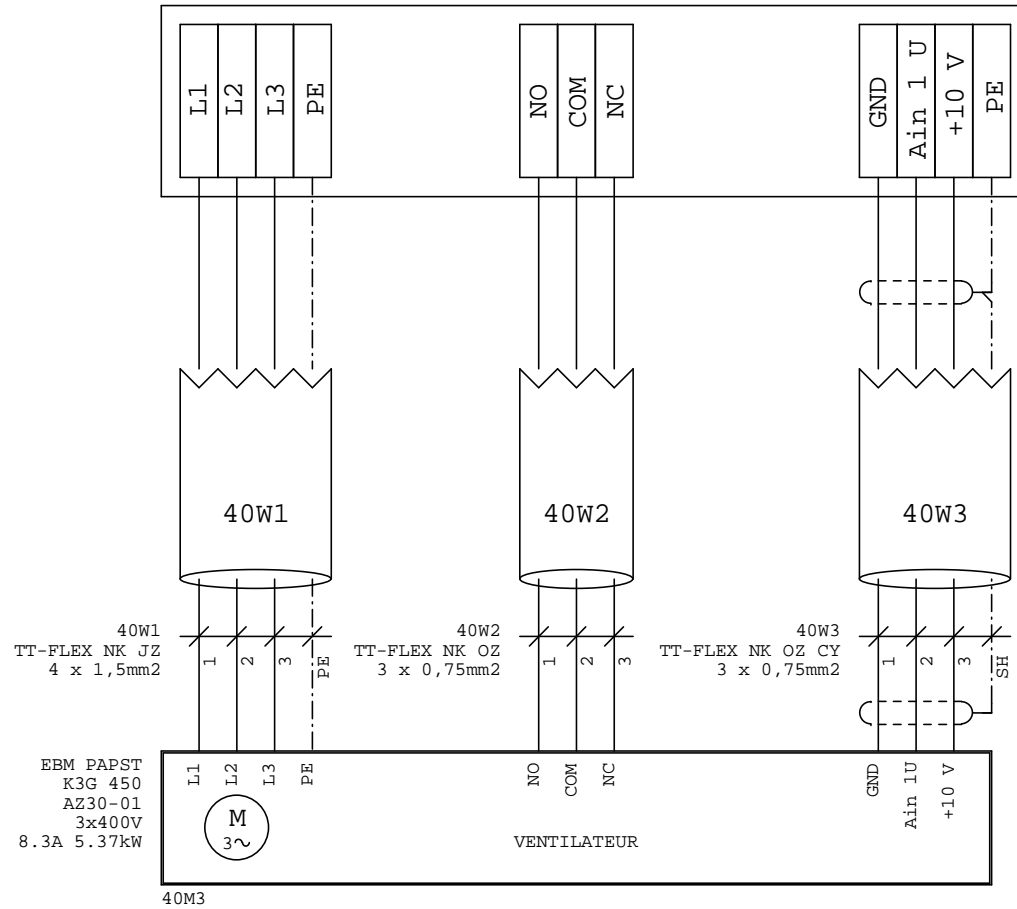 L1
L2
L3
PE
NO
COM
NC
GND
Ain 1 U
+10 V
PE
40W1
40W2
40W3
40W1
TT-FLEX NK JZ
4 x 1,5mm2
1
2
3
PE
40W2
TT-FLEX NK OZ
3 x 0,75mm2
1
2
3
40W3
TT-FLEX NK OZ CY
3 x 0,75mm2
1
2
3
SH
EBM PAPST
K3G 450
AZ30-01
3x400V
8.3A 5.37kW
L1
L2
L3
PE
M
3~
NO
COM
NC
VENTILATEUR
GND
Ain 1U
+10 V
40M3